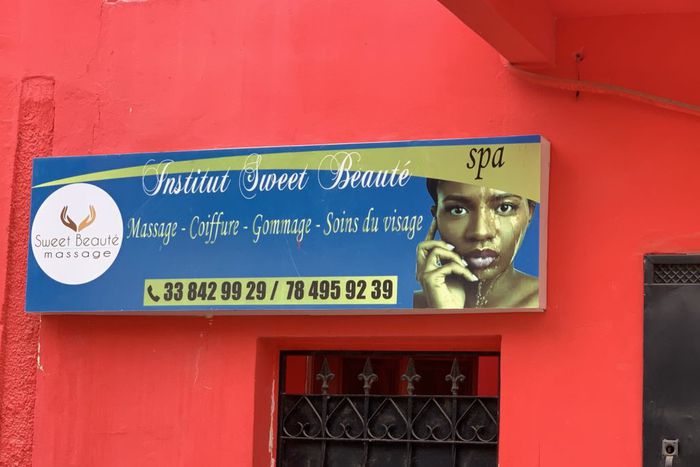 Institut Sweet Beauté
spa
Massage - Coiffure - Gommage - Soins du visage
Sweet Beauté
massage
33 842 99 29 / 78 495 92 39